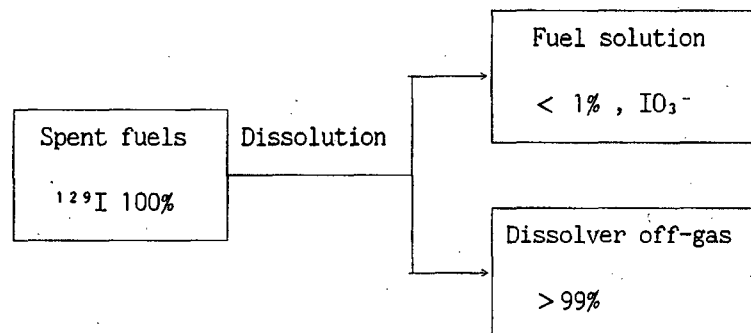 Fuel solution
< 1% , IO₃⁻
Spent fuels
¹²⁹I 100%
Dissolution
Dissolver off-gas
>99%